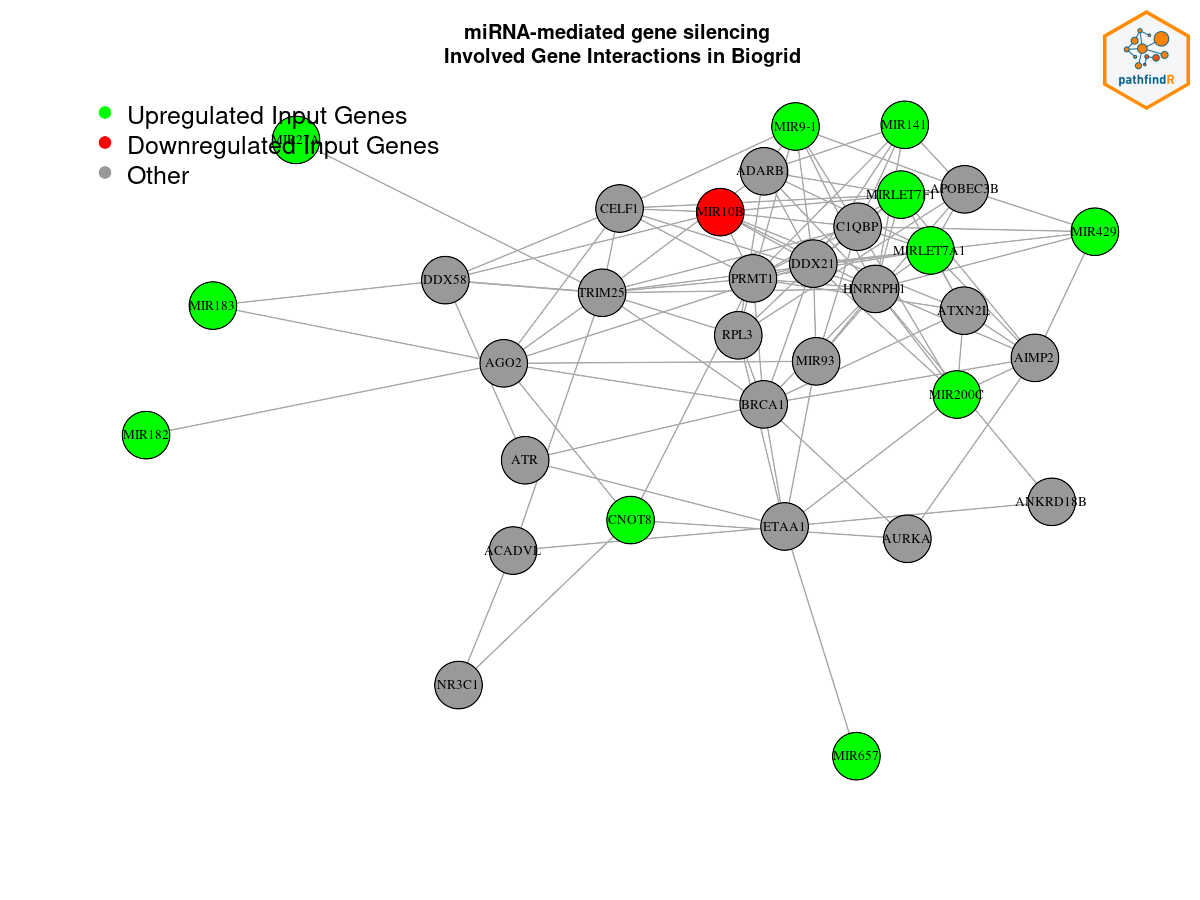 miRNA-mediated gene silencing
Involved Gene Interactions in Biogrid
pathfindR
Upregulated Input Genes
Downregulated Input Genes
Other
MIR27A
MIR9-1
MIR141
ADARB
MIRLET7F1
APOBEC3B
CELF1
MIR10B
C1QBP
MIR429
MIRLET7A1
DDX58
PRMT1
DDX21
HNRNPH1
TRIM25
MIR183
ATXN2L
RPL3
AGO2
MIR93
AIMP2
MIR200C
BRCA1
MIR182
ATR
ANKRD18B
CNOT8
ETAA1
AURKA
ACADVL
NR3C1
MIR657